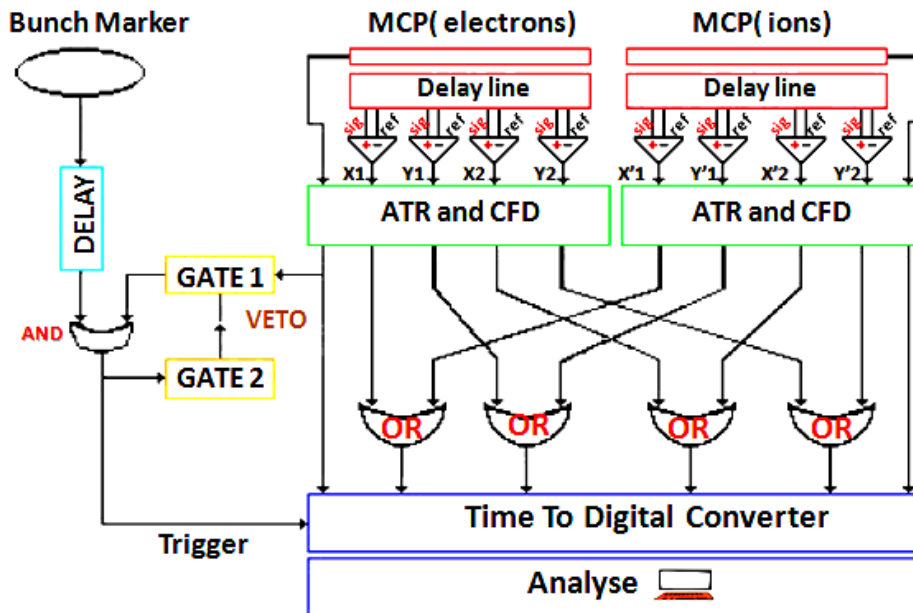 Bunch Marker
MCP( electrons)
MCP( ions)
Delay line
Delay line
sig ref sig ref sig ref sig ref
sig ref sig ref sig ref sig ref
+ - + - + - + -
+ - + - + - + -
X1 Y1 X2 Y2
X'1 Y'1 X'2 Y'2
DELAY
ATR and CFD
ATR and CFD
GATE 1
VETO
AND
GATE 2
OR OR OR OR
Time To Digital Converter
Trigger
Analyse